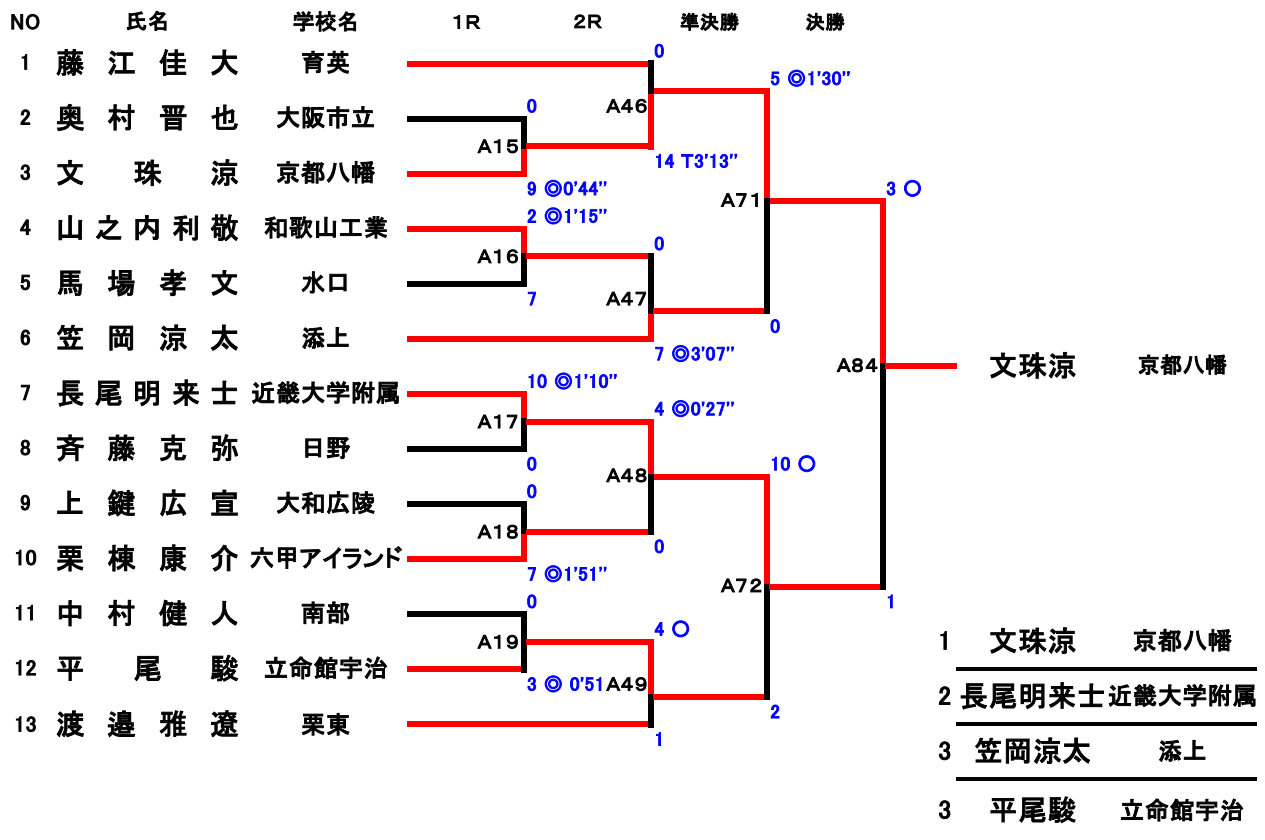 NO 氏名 学校名 1R 2R 準決勝 決勝
1 藤江佳大 育英
0
5 ◎1'30"
2 奥村晋也 大阪市立
0
A46
A15
14 T3'13"
3 文珠涼 京都八幡
9 ◎0'44"
3 ○
A71
2 ◎1'15"
4 山之内利敬 和歌山工業
0
A16
5 馬場孝文 水口
7
A47
0
6 笠岡涼太 添上
7 ◎3'07"
A84 文珠涼 京都八幡
10 ◎1'10"
7 長尾明来士 近畿大学附属
4 ◎0'27"
A17
8 斉藤克弥 日野
0
10 ○
A48
0
9 上鍵広宣 大和広陵
A18
0
10 栗棟康介 六甲アイランド
7 ◎1'51"
A72
0
1
11 中村健人 南部
4 ○
A19
1 文珠涼 京都八幡
12 平尾駿 立命館宇治
3 ◎ 0'51
A49
2 長尾明来士 近畿大学附属
2
13 渡邉雅遼 栗東
1
3 笠岡涼太 添上
3 平尾駿 立命館宇治